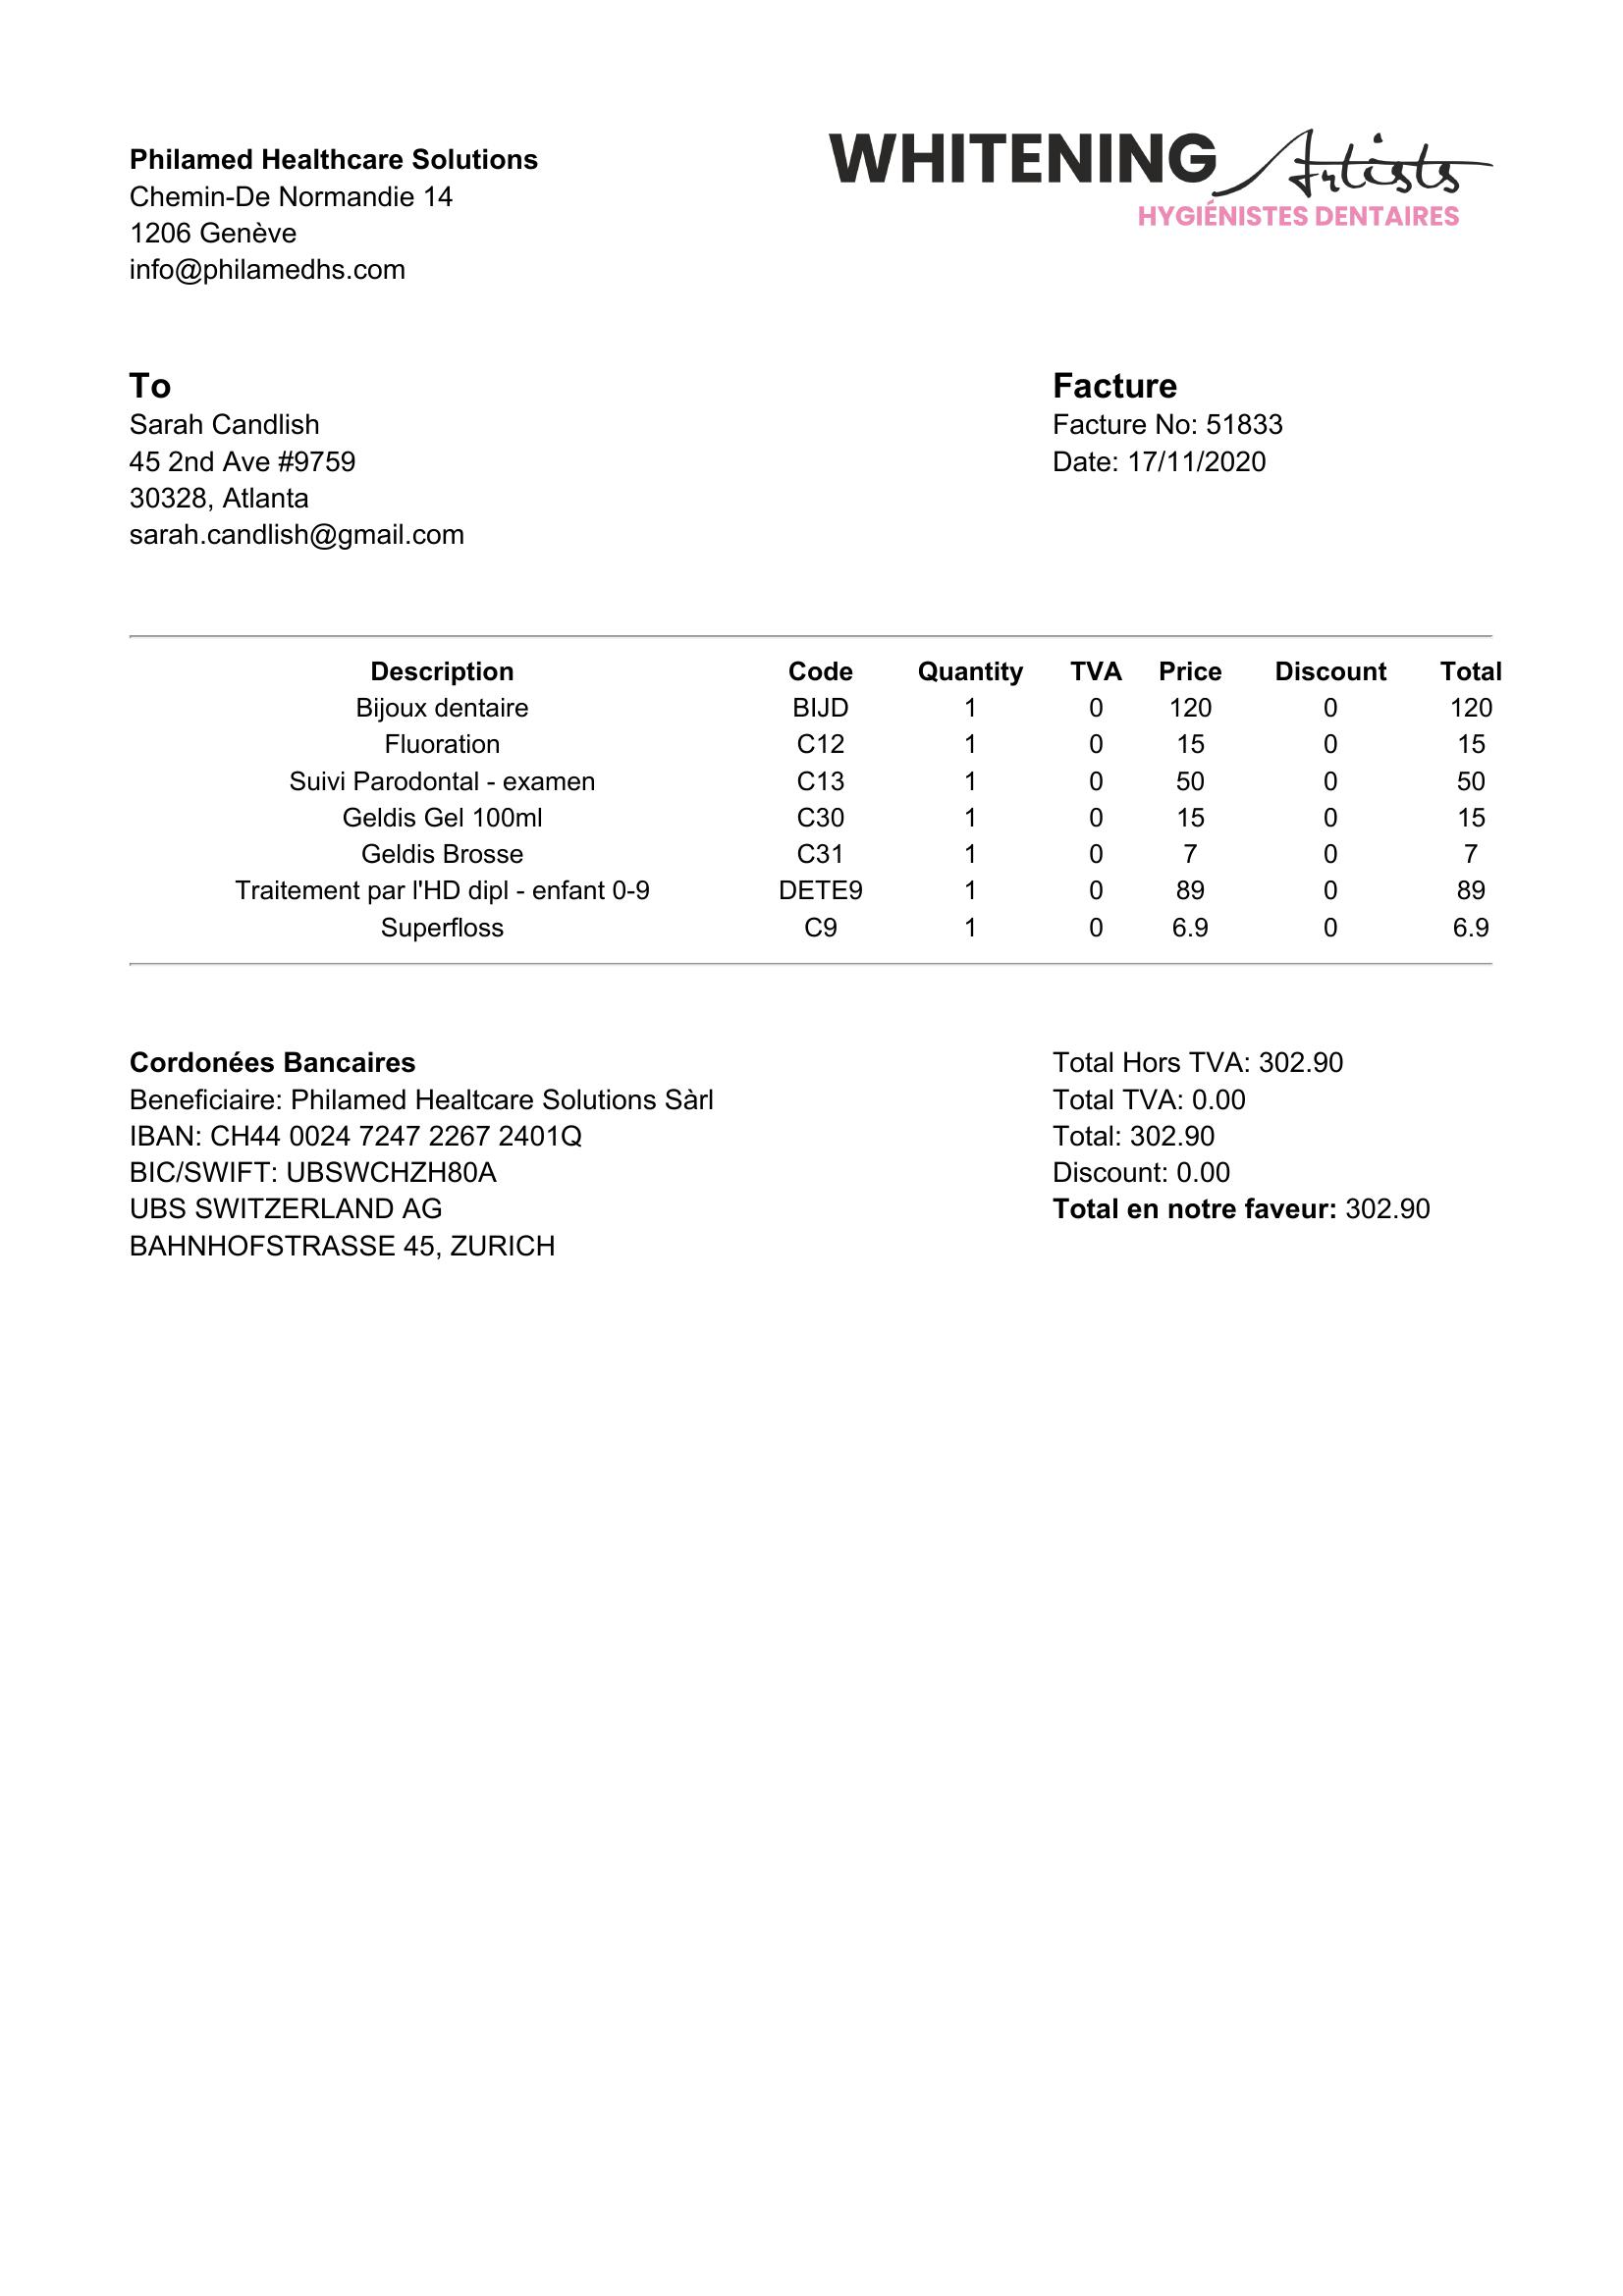 Philamed Healthcare Solutions
Chemin-De Normandie 14
1206 Genève
info@philamedhs.com
WHITENING Artists
HYGIÉNISTES DENTAIRES
To
Sarah Candlish
45 2nd Ave #9759
30328, Atlanta
sarah.candlish@gmail.com
Facture
Facture No: 51833
Date: 17/11/2020
Description Code Quantity TVA Price Discount Total
Bijoux dentaire BIJD 1 0 120 0 120
Fluoration C12 1 0 15 0 15
Suivi Parodontal - examen C13 1 0 50 0 50
Geldis Gel 100ml C30 1 0 15 0 15
Geldis Brosse C31 1 0 7 0 7
Traitement par l'HD dipl - enfant 0-9 DETE9 1 0 89 0 89
Superfloss C9 1 0 6.9 0 6.9
Cordonées Bancaires
Beneficiaire: Philamed Healtcare Solutions Sàrl
IBAN: CH44 0024 7247 2267 2401Q
BIC/SWIFT: UBSWCHZH80A
UBS SWITZERLAND AG
BAHNHOFSTRASSE 45, ZURICH
Total Hors TVA: 302.90
Total TVA: 0.00
Total: 302.90
Discount: 0.00
Total en notre faveur: 302.90